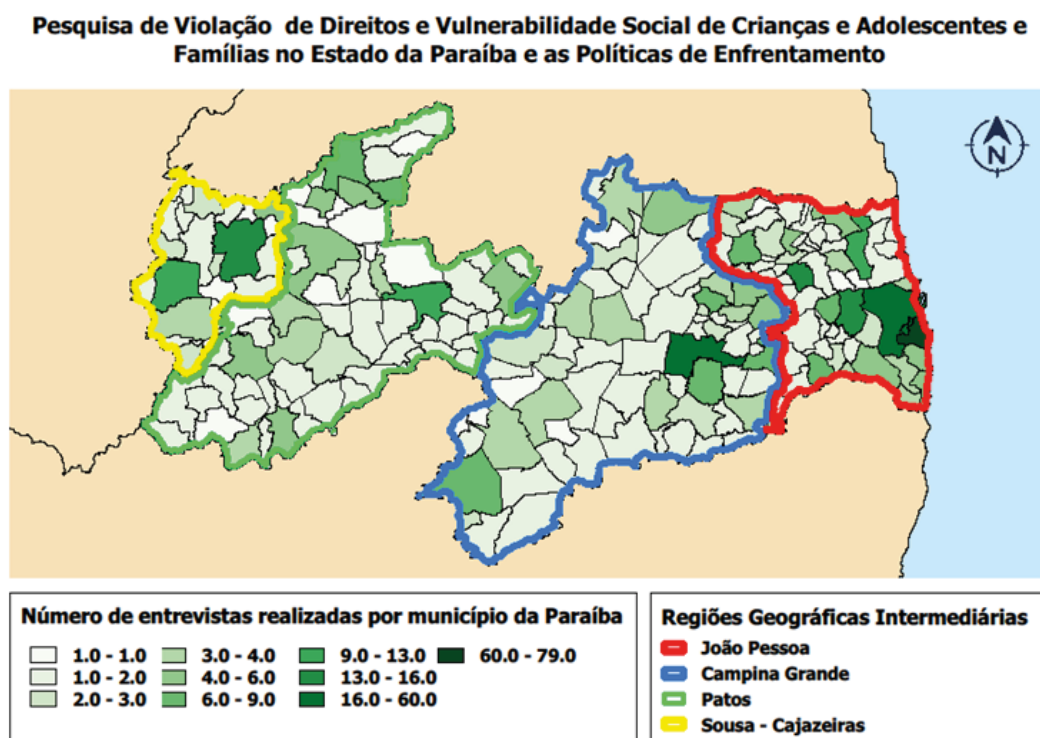 Pesquisa de Violação de Direitos e Vulnerabilidade Social de Crianças e Adolescentes e
Famílias no Estado da Paraíba e as Políticas de Enfrentamento
N
Número de entrevistas realizadas por município da Paraíba
1.0 - 1.0
3.0 - 4.0
9.0 - 13.0
60.0 - 79.0
1.0 - 2.0
4.0 - 6.0
13.0 - 16.0
2.0 - 3.0
6.0 - 9.0
16.0 - 60.0
Regiões Geográficas Intermediárias
João Pessoa
Campina Grande
Patos
Sousa - Cajazeiras